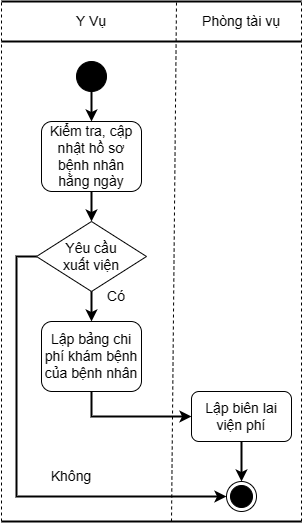 Y Vụ
Phòng tài vụ
Kiểm tra, cập
nhật hồ sơ
bệnh nhân
hằng ngày
Yêu cầu
xuất viện
Có
Lập bảng chi
phí khám bệnh
của bệnh nhân
Lập biên lai
viện phí
Không